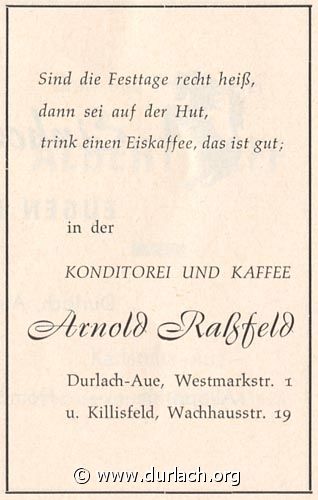 Sind die Festtage recht heiß,
dann sei auf der Hut,
trink einen Eiskaffee, das ist gut;
in der
KONDITOREI UND KAFFEE
Arnold Raßfeld
Durlach-Aue, Westmarkstr. 1
u. Killisfeld, Wachhausstr. 19
© www.durlach.org